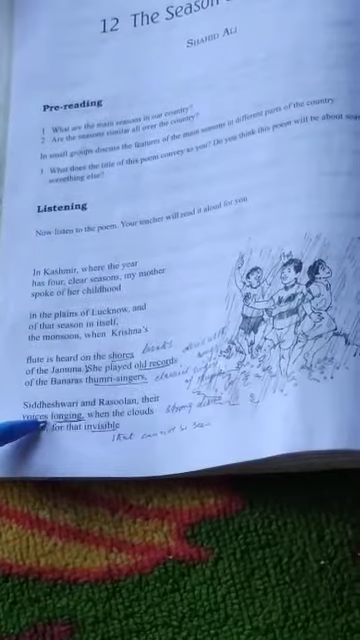 12 The Season
SHAHID ALI
Pre-reading
1 What are the main seasons in our country?
2 Are the seasons similar all over the country?
In small groups discuss the features of the main seasons in different parts of the country
3 What does the title of this poem convey to you? Do you think this poem will be about
something else?
Listening
Now listen to the poem. Your teacher will read it aloud for you
In Kashmir, where the year
has four, clear seasons, my mother
spoke of her childhood
in the plains of Lucknow, and
of that season in itself,
the monsoon, when Krishna's
flute is heard on the shores banks
of the Jamuna. She played old records
of the Banaras thumri-singers, classical
Siddheshwari and Rasoolan, their
voices longing, when the clouds strong
, for that invisible
that cannot be seen